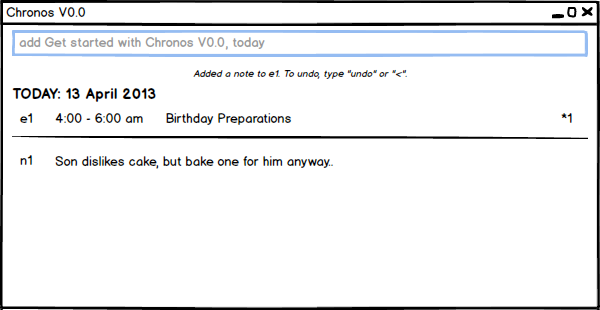 Chronos V0.0
add Get started with Chronos V0.0, today
Added a note to e1. To undo, type "undo" or "<".
TODAY: 13 April 2013
e1 4:00 - 6:00 am Birthday Preparations *1
n1 Son dislikes cake, but bake one for him anyway..